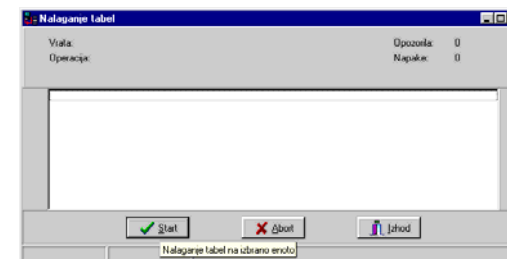 Nalaganje tabel
Vrata: Opozorila: 0
Operacija: Napake: 0
Start Abort Izhod
Nalaganje tabel na izbrano enoto